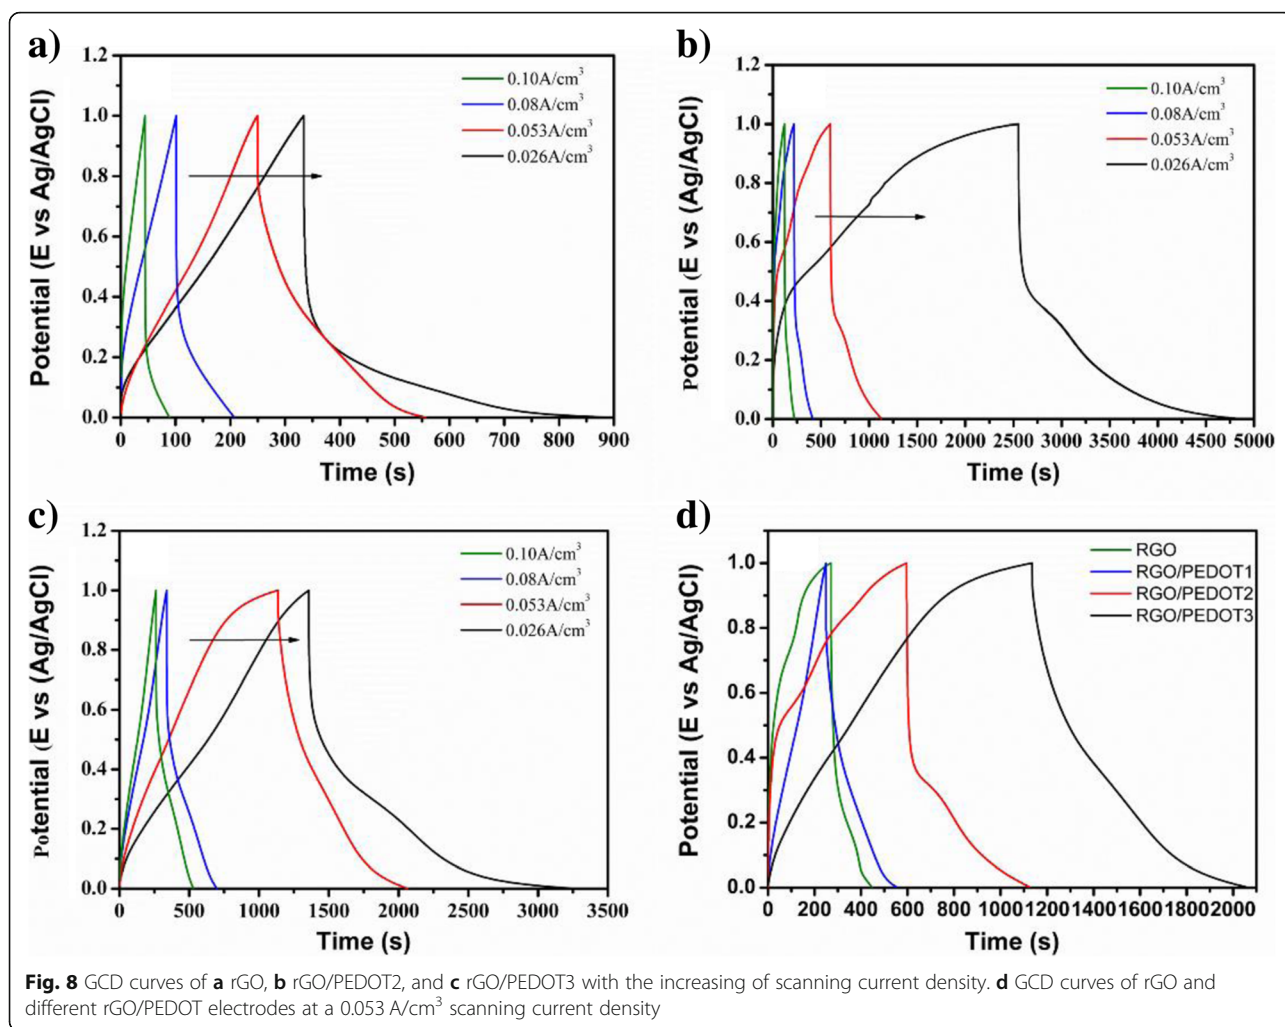 a)
1.2
1.0
0.8
0.6
0.4
0.2
0.0
Potential (E vs Ag/AgCl)
0.10A/cm³
0.08A/cm³
0.053A/cm³
0.026A/cm³
0 100 200 300 400 500 600 700 800 900
Time (s)
b)
1.2
1.0
0.8
0.6
0.4
0.2
0.0
Potential (E vs (Ag/AgCl)
0.10A/cm³
0.08A/cm³
0.053A/cm³
0.026A/cm³
0 500 1000 1500 2000 2500 3000 3500 4000 4500 5000
Time (s)
c)
1.2
1.0
0.8
0.6
0.4
0.2
0.0
Potential (E vs (Ag/AgCl)
0.10A/cm³
0.08A/cm³
0.053A/cm³
0.026A/cm³
0 500 1000 1500 2000 2500 3000 3500
Time (s)
d)
1.2
1.0
0.8
0.6
0.4
0.2
0.0
Potential (E vs Ag/AgCl)
RGO
RGO/PEDOT1
RGO/PEDOT2
RGO/PEDOT3
0 200 400 600 800 1000 1200 1400 1600 1800 2000
Time (s)
Fig. 8 GCD curves of a rGO, b rGO/PEDOT2, and c rGO/PEDOT3 with the increasing of scanning current density. d GCD curves of rGO and
different rGO/PEDOT electrodes at a 0.053 A/cm³ scanning current density